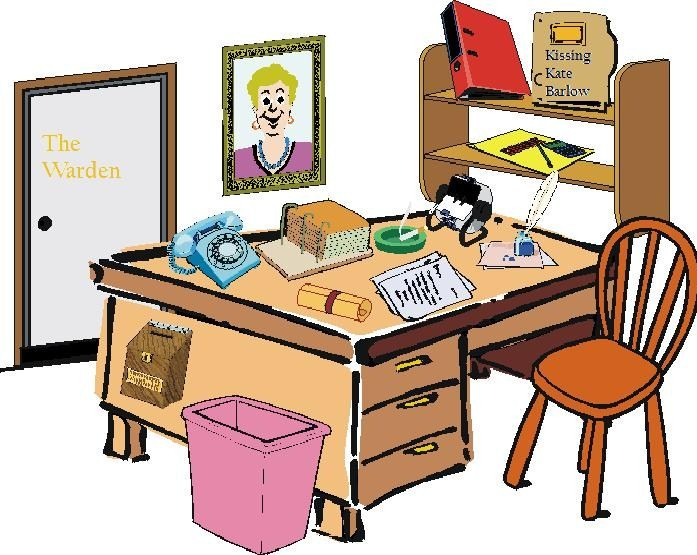 The
Warden
Kissing
Kate
Barlow